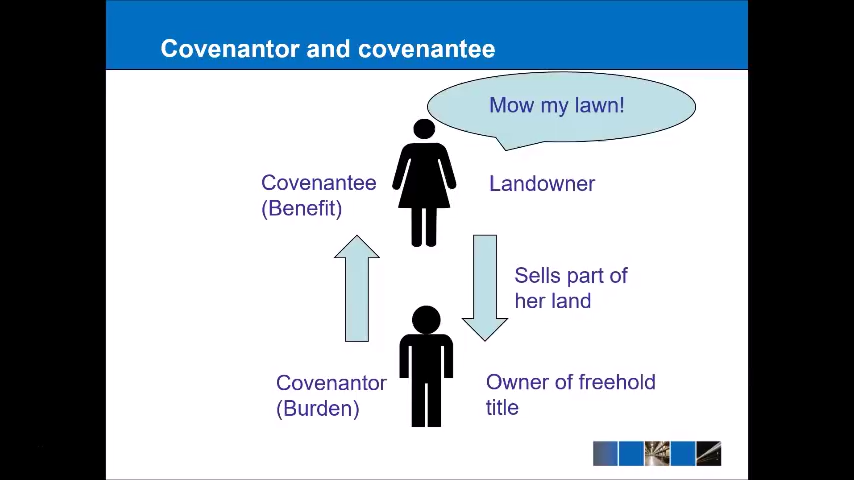 Covenantor and covenantee
Mow my lawn!
Covenantee
(Benefit)
Landowner
Sells part of
her land
Covenantor
(Burden)
Owner of freehold
title